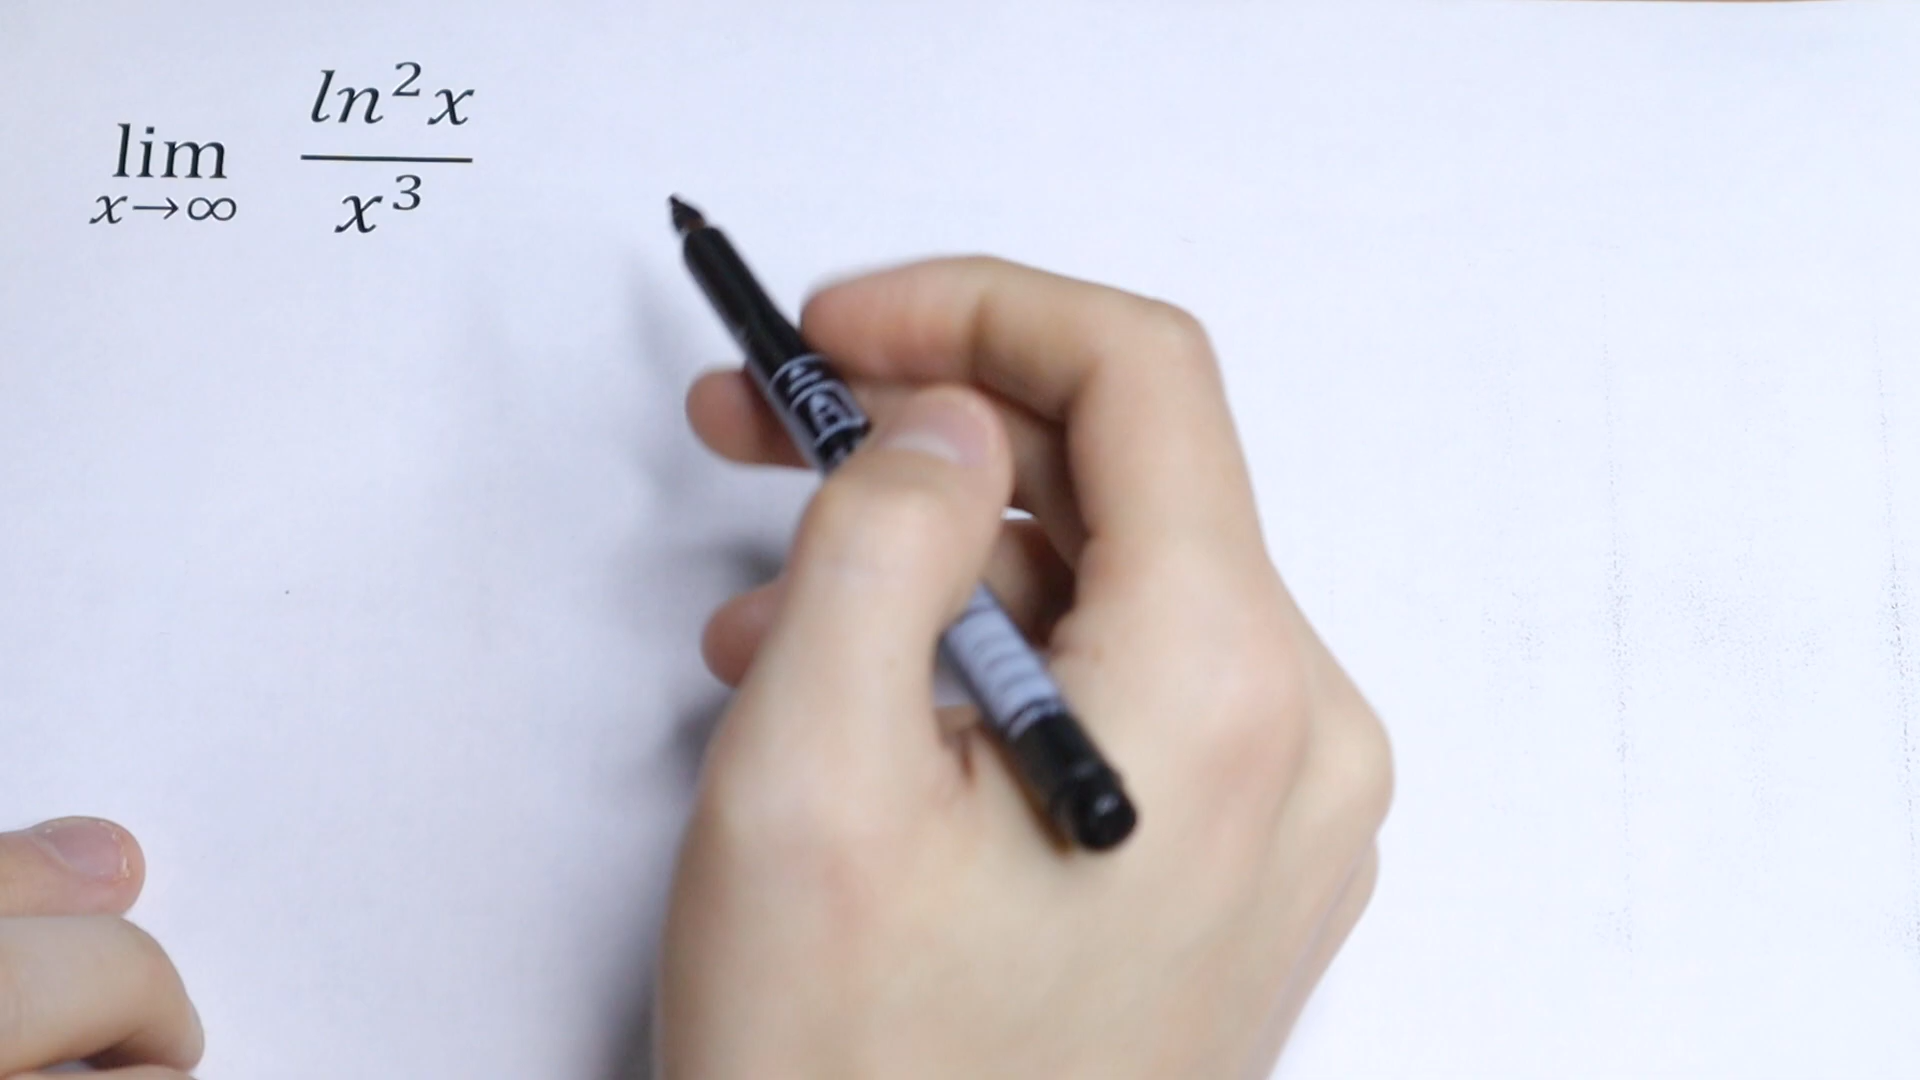 lim x→∞ ln²x / x³